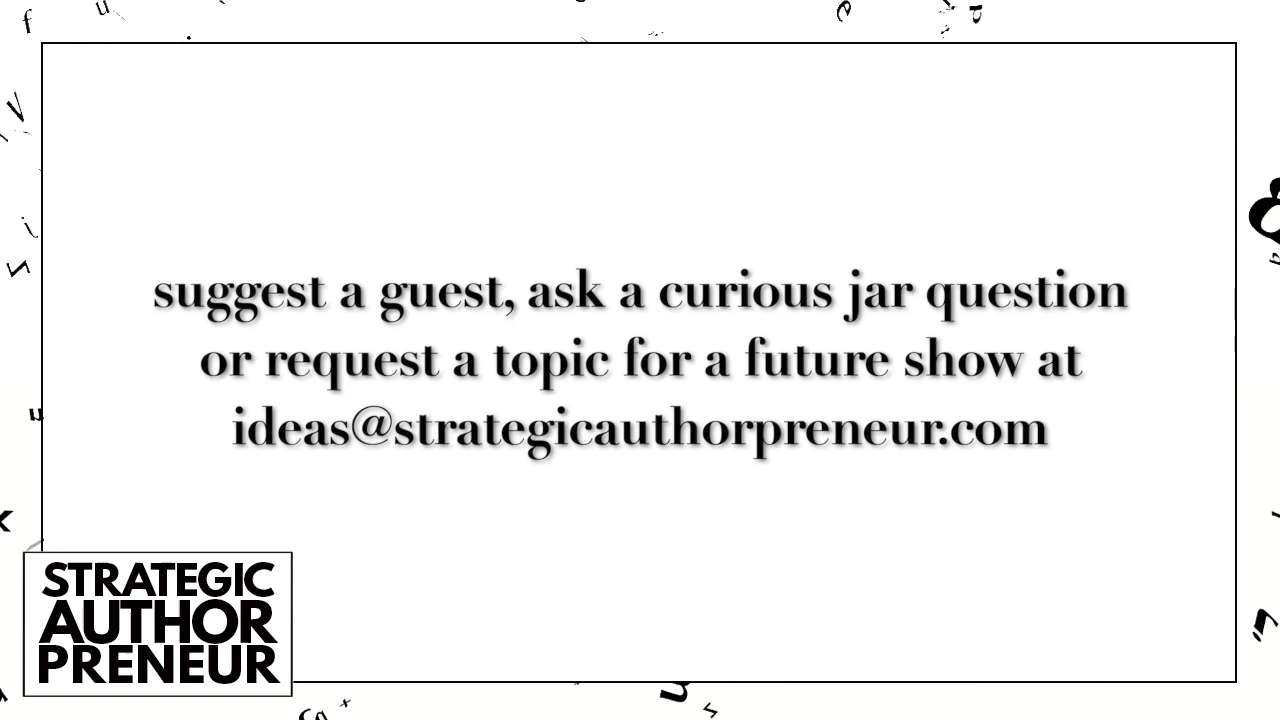 suggest a guest, ask a curious jar question
or request a topic for a future show at
ideas@strategicauthorpreneur.com
STRATEGIC
AUTHOR
PRENEUR